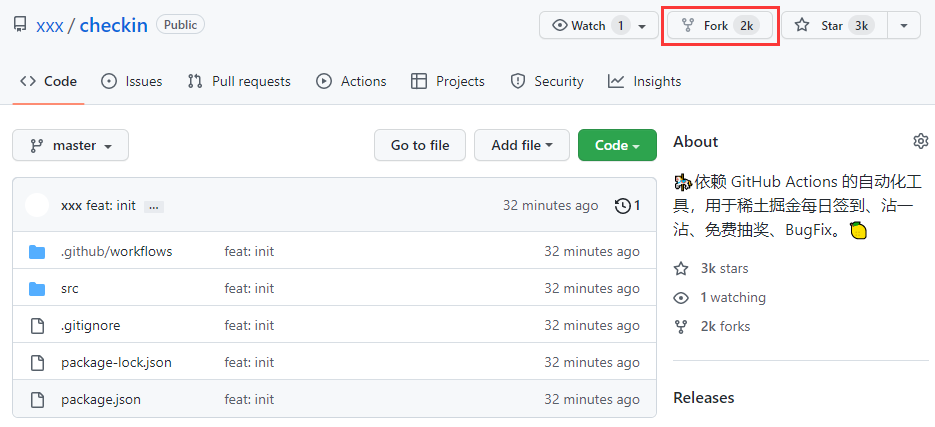 xxx / checkin Public Watch 1 Fork 2k Star 3k
Code Issues Pull requests Actions Projects Security Insights
master Go to file Add file Code
xxx feat: init ... 32 minutes ago 1
.github/workflows feat: init 32 minutes ago
src feat: init 32 minutes ago
.gitignore feat: init 32 minutes ago
package-lock.json feat: init 32 minutes ago
package.json feat: init 32 minutes ago
About
依赖 GitHub Actions 的自动化工
具，用于稀土掘金每日签到、沾一
沾、免费抽奖、BugFix。
3k stars
1 watching
2k forks
Releases